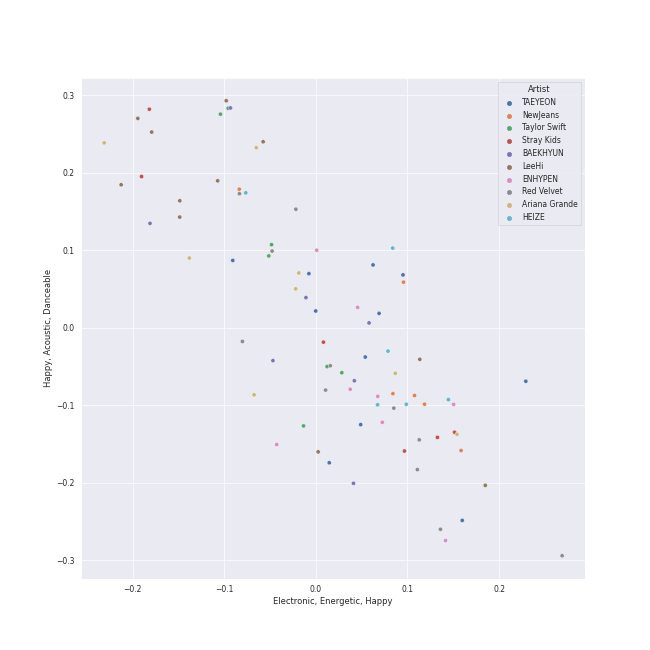 0.3
0.2
0.1
0.0
−0.1
−0.2
−0.3
Happy, Acoustic, Danceable
Artist
TAEYEON
NewJeans
Taylor Swift
Stray Kids
BAEKHYUN
LeeHi
ENHYPEN
Red Velvet
Ariana Grande
HEIZE
−0.2 −0.1 0.0 0.1 0.2
Electronic, Energetic, Happy